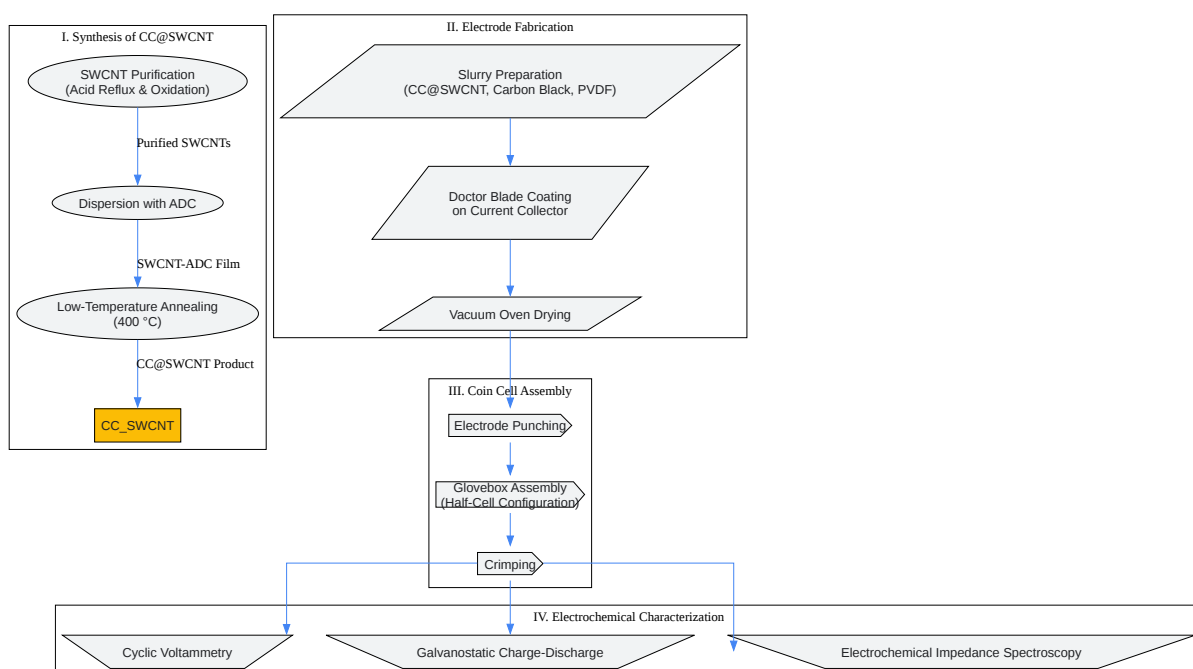 I. Synthesis of CC@SWCNT
SWCNT Purification
(Acid Reflux & Oxidation)
Purified SWCNTs
Dispersion with ADC
SWCNT-ADC Film
Low-Temperature Annealing
(400 °C)
CC@SWCNT Product
CC_SWCNT
II. Electrode Fabrication
Slurry Preparation
(CC@SWCNT, Carbon Black, PVDF)
Doctor Blade Coating
on Current Collector
Vacuum Oven Drying
III. Coin Cell Assembly
Electrode Punching
Glovebox Assembly
(Half-Cell Configuration)
Crimping
IV. Electrochemical Characterization
Cyclic Voltammetry
Galvanostatic Charge-Discharge
Electrochemical Impedance Spectroscopy